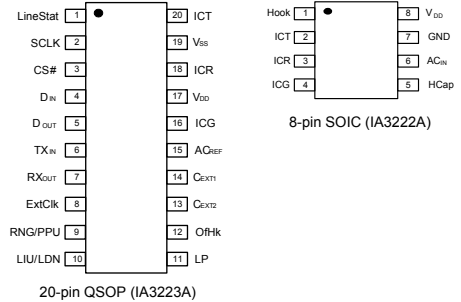 LineStat 1 20 ICT
SCLK 2 19 VSS
CS# 3 18 ICR
DIN 4 17 VDD
DOUT 5 16 ICG
TXIN 6 15 ACREF
RXOUT 7 14 CEXT1
ExtClk 8 13 CEXT2
RNG/PPU 9 12 OfHk
LIU/LDN 10 11 LP
20-pin QSOP (IA3223A)
Hook 1 8 VDD
ICT 2 7 GND
ICR 3 6 ACIN
ICG 4 5 HCap
8-pin SOIC (IA3222A)